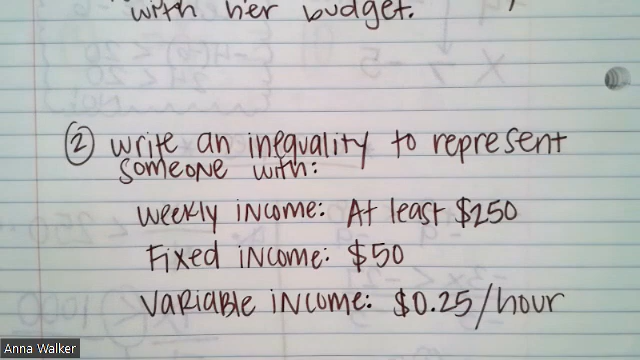 with her budget.
② Write an inequality to represent
someone with:
Weekly income: At least $250
Fixed income: $50
Variable income: $0.25/hour
Anna Walker